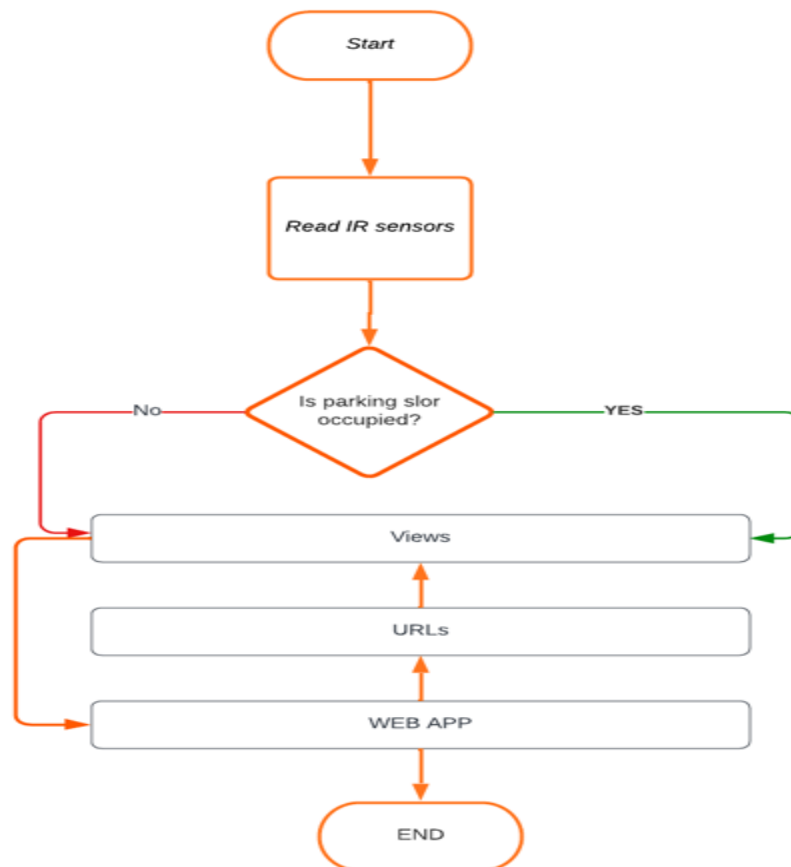 Start
Read IR sensors
Is parking slor
occupied?
No
YES
Views
URLs
WEB APP
END